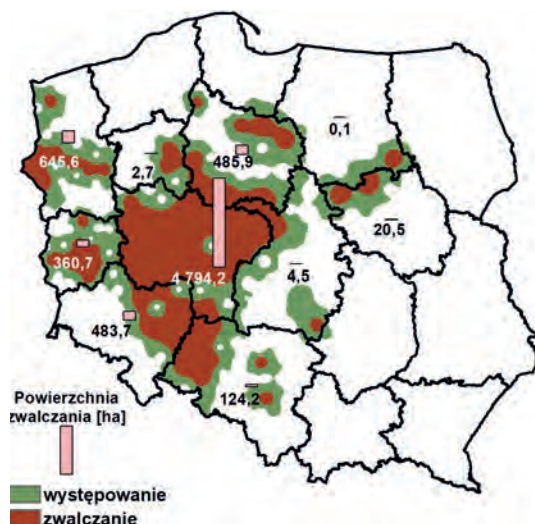 0,1
645,6
2,7
485,9
20,5
360,7
4 794,2
4,5
483,7
124,2
Powierzchnia
zwalczania [ha]
występowanie
zwalczanie